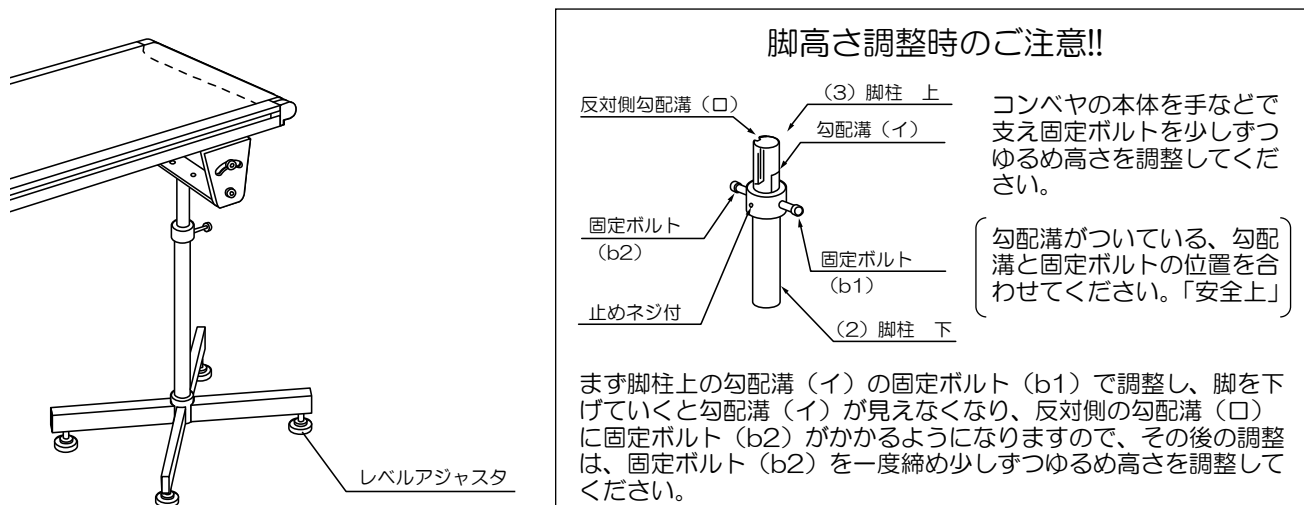 脚高さ調整時のご注意!!
反対側勾配溝（ロ）
（3）脚柱　上
勾配溝（イ）
固定ボルト
（b2）
固定ボルト
（b1）
止めネジ付
（2）脚柱　下
コンベヤの本体を手などで
支え固定ボルトを少しずつ
ゆるめ高さを調整してくだ
さい。
勾配溝がついている、勾配
溝と固定ボルトの位置を合
わせてください。「安全上」
まず脚柱上の勾配溝（イ）の固定ボルト（b1）で調整し、脚を下
げていくと勾配溝（イ）が見えなくなり、反対側の勾配溝（ロ）
に固定ボルト（b2）がかかるようになりますので、その後の調整
は、固定ボルト（b2）を一度締め少しずつゆるめ高さを調整して
ください。
レベルアジャスタ